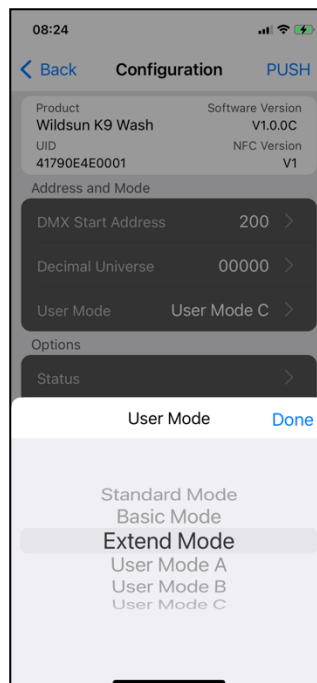 08:24
Back Configuration PUSH
Product Software Version
Wildsun K9 Wash V1.0.0C
UID NFC Version
41790E4E0001 V1
Address and Mode
DMX Start Address 200
Decimal Universe 00000
User Mode User Mode C
Options
Status
User Mode Done
Standard Mode
Basic Mode
Extend Mode
User Mode A
User Mode B
User Mode C